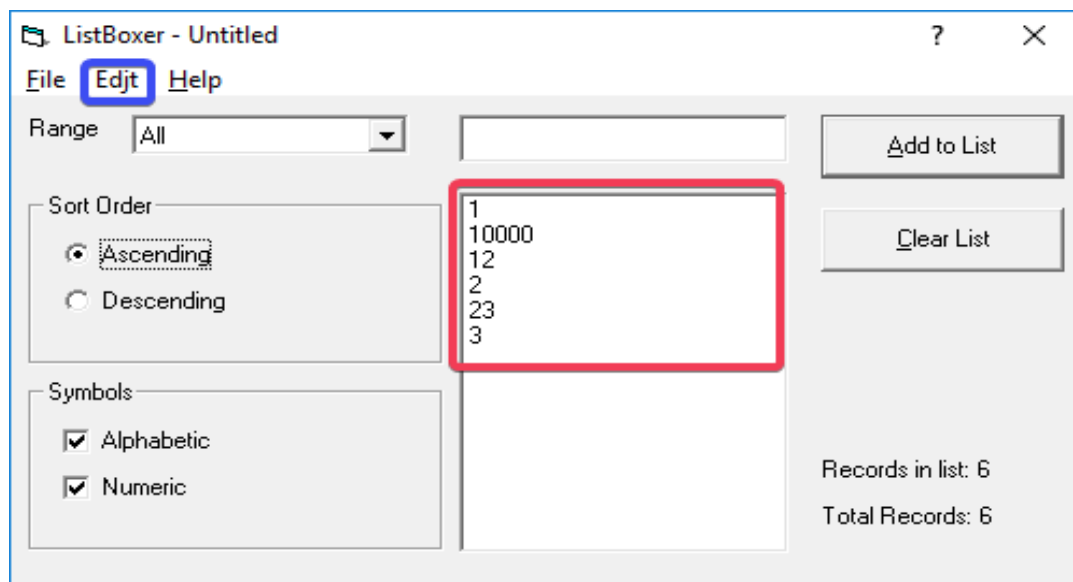 ListBoxer - Untitled
?
File Edjt Help
Range
All
Add to List
Sort Order
Ascending
Descending
1
10000
12
2
23
3
Clear List
Symbols
Alphabetic
Numeric
Records in list: 6
Total Records: 6